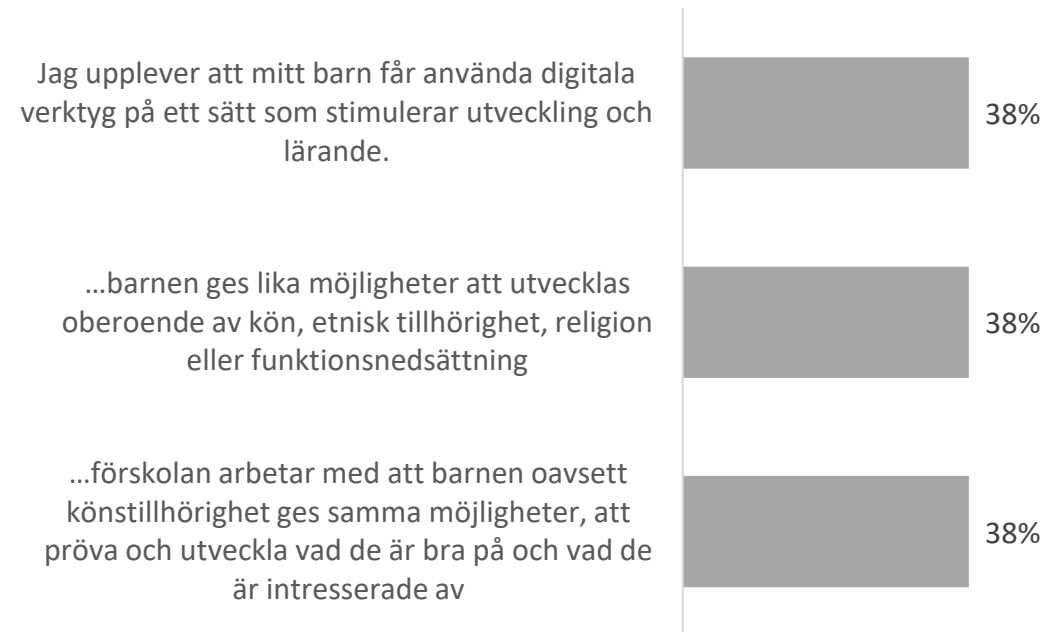 Jag upplever att mitt barn får använda digitala
verktyg på ett sätt som stimulerar utveckling och
lärande.
38%
…barnen ges lika möjligheter att utvecklas
oberoende av kön, etnisk tillhörighet, religion
eller funktionsnedsättning
38%
…förskolan arbetar med att barnen oavsett
könstillhörighet ges samma möjligheter, att
pröva och utveckla vad de är bra på och vad de
är intresserade av
38%